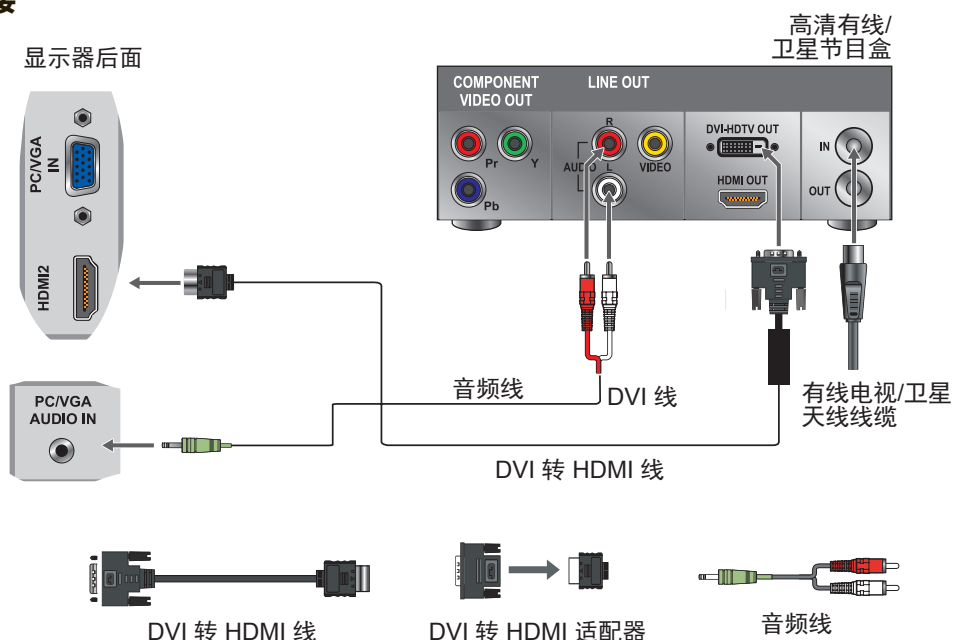 接
高清有线/
卫星节目盒
显示器后面
COMPONENT
VIDEO OUT
LINE OUT
PC/VGA
IN
HDMI2
R
Pr
Y
AUDIO
L
VIDEO
Pb
DVI-HDTV OUT
HDMI OUT
IN
OUT
PC/VGA
AUDIO IN
音频线
DVI 线
有线电视/卫星
天线线缆
DVI 转 HDMI 线
DVI 转 HDMI 线
DVI 转 HDMI 适配器
音频线